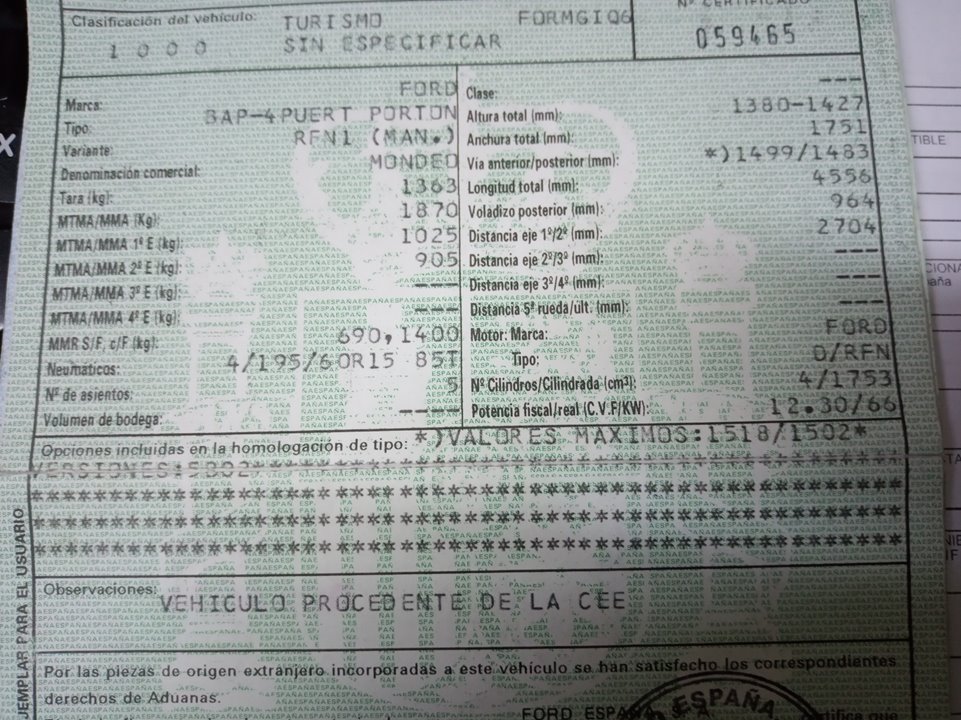 Clasificación del vehículo: TURISMO FORMGIQ6
1000 SIN ESPECIFICAR
Nº CERTIFICADO
059465
Marca: FORD
Tipo: BAP-4PUERT PORTON
Variante: RFN1 (MAN.)
Denominación comercial: MONDEO
Tara (kg): 1363
MTMA/MMA (Kg): 1870
MTMA/MMA 1º E (kg): 1025
MTMA/MMA 2º E (kg): 905
MTMA/MMA 3º E (kg): ---
MTMA/MMA 4º E (kg): ---
MMR S/F, c/F (kg): 690,1400
Neumáticos: 4/195/60R15 85T
Nº de asientos: 5
Volumen de bodega: ----
Clase: ---
Altura total (mm): 1380-1427
Anchura total (mm): 1751
Vía anterior/posterior (mm): *)1499/1483
Longitud total (mm): 4556
Voladizo posterior (mm): 964
Distancia eje 1º/2º (mm): 2704
Distancia eje 2º/3º (mm): ---
Distancia eje 3º/4º (mm): ---
Distancia 5ª rueda/últ. (mm): ---
Motor: Marca: FORD
Tipo: D/RFN
Nº Cilindros/Cilindrada (cm³): 4/1753
Potencia fiscal/real (C.V.F/KW): 12.30/66
Opciones incluidas en la homologación de tipo: *)VALORES MAXIMOS:1518/1502*
Observaciones: VEHICULO PROCEDENTE DE LA CEE
Por las piezas de origen extranjero incorporadas a este vehículo se han satisfecho los correspondientes
derechos de Aduanas.
FORD ESPAÑA
ESPAÑA
EJEMPLAR PARA EL USUARIO